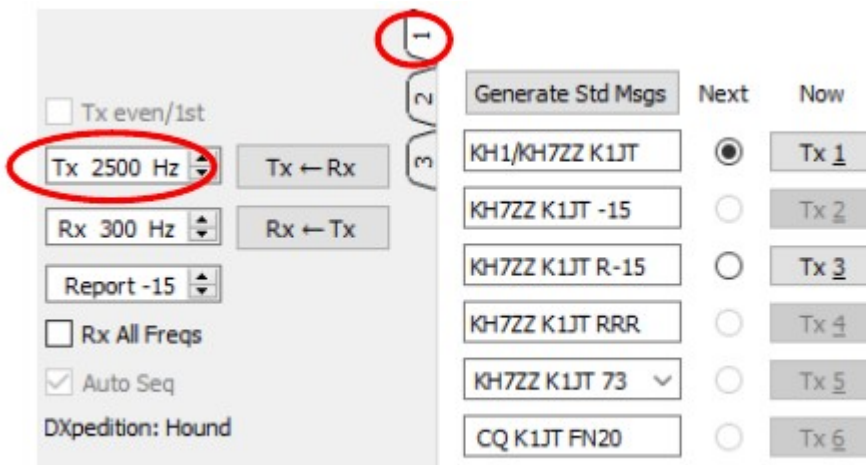 1
2
3
Tx even/1st
Tx 2500 Hz
Tx ← Rx
Rx 300 Hz
Rx ← Tx
Report -15
Rx All Freqs
Auto Seq
DXpedition: Hound
Generate Std Msgs Next Now
KH1/KH7ZZ K1JT Tx 1
KH7ZZ K1JT -15 Tx 2
KH7ZZ K1JT R-15 Tx 3
KH7ZZ K1JT RRR Tx 4
KH7ZZ K1JT 73 Tx 5
CQ K1JT FN20 Tx 6